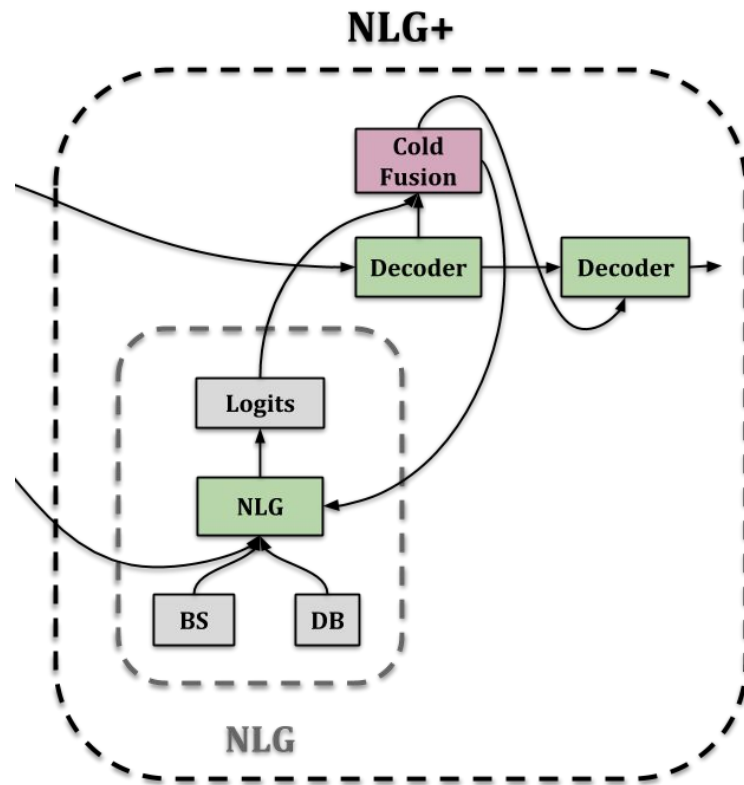 NLG+
Cold
Fusion
Decoder
Decoder
Logits
NLG
BS
DB
NLG